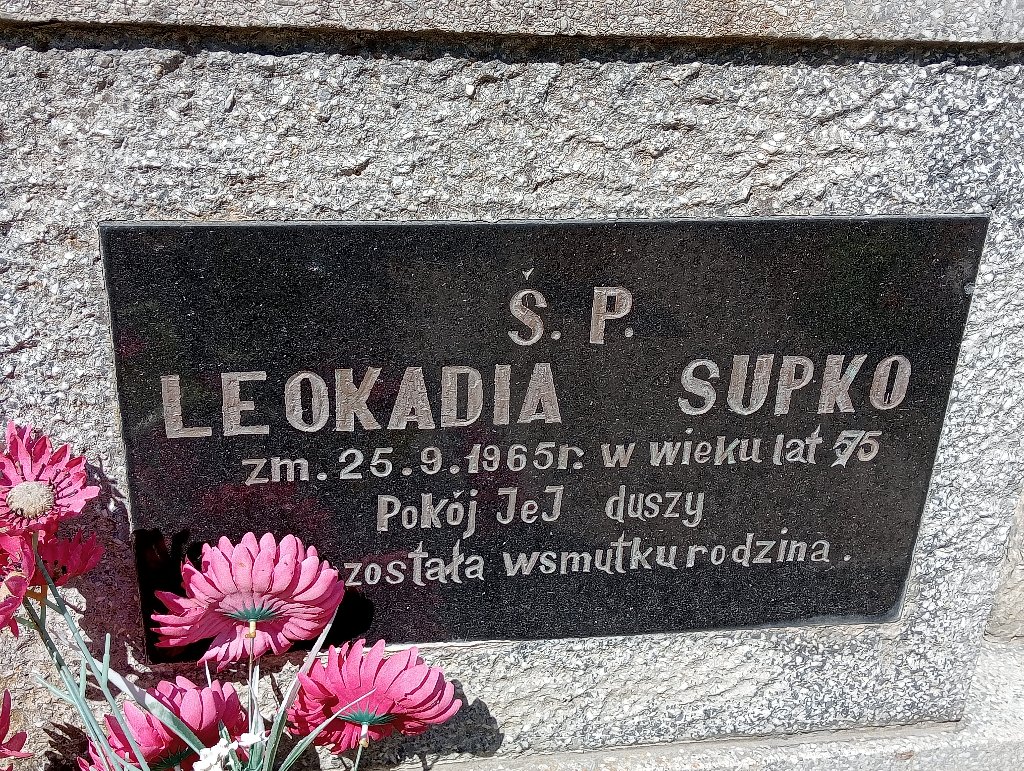 Ś. P.
LEOKADIA SUPKO
zm. 25. 9. 1965r. w wieku lat 75
Pokój JeJ duszy
została wsmutku rodzina .